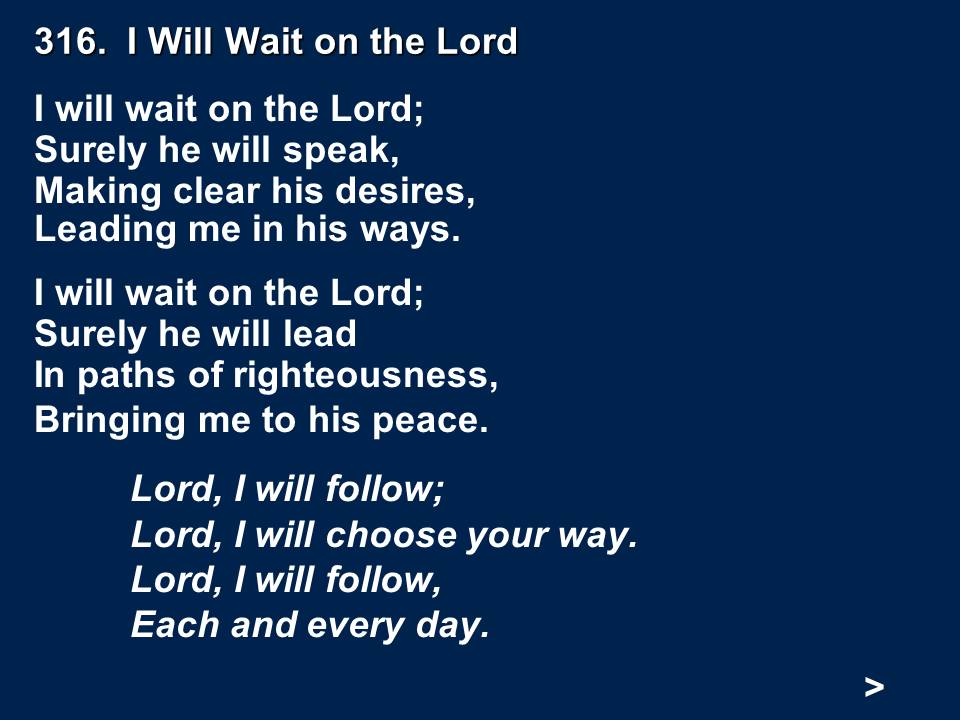 316.  I Will Wait on the Lord
I will wait on the Lord;
Surely he will speak,
Making clear his desires,
Leading me in his ways.
I will wait on the Lord;
Surely he will lead
In paths of righteousness,
Bringing me to his peace.
Lord, I will follow;
Lord, I will choose your way.
Lord, I will follow,
Each and every day.
>